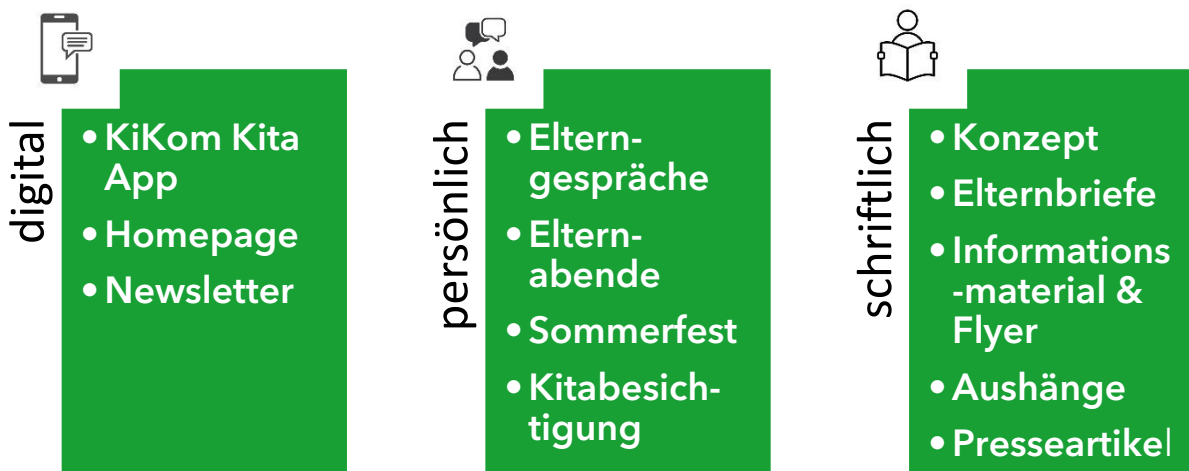 digital
• KiKom Kita
App
• Homepage
• Newsletter
persönlich
• Eltern-
gespräche
• Eltern-
abende
• Sommerfest
• Kitabesich-
tigung
schriftlich
• Konzept
• Elternbriefe
• Informations
-material &
Flyer
• Aushänge
• Presseartikel